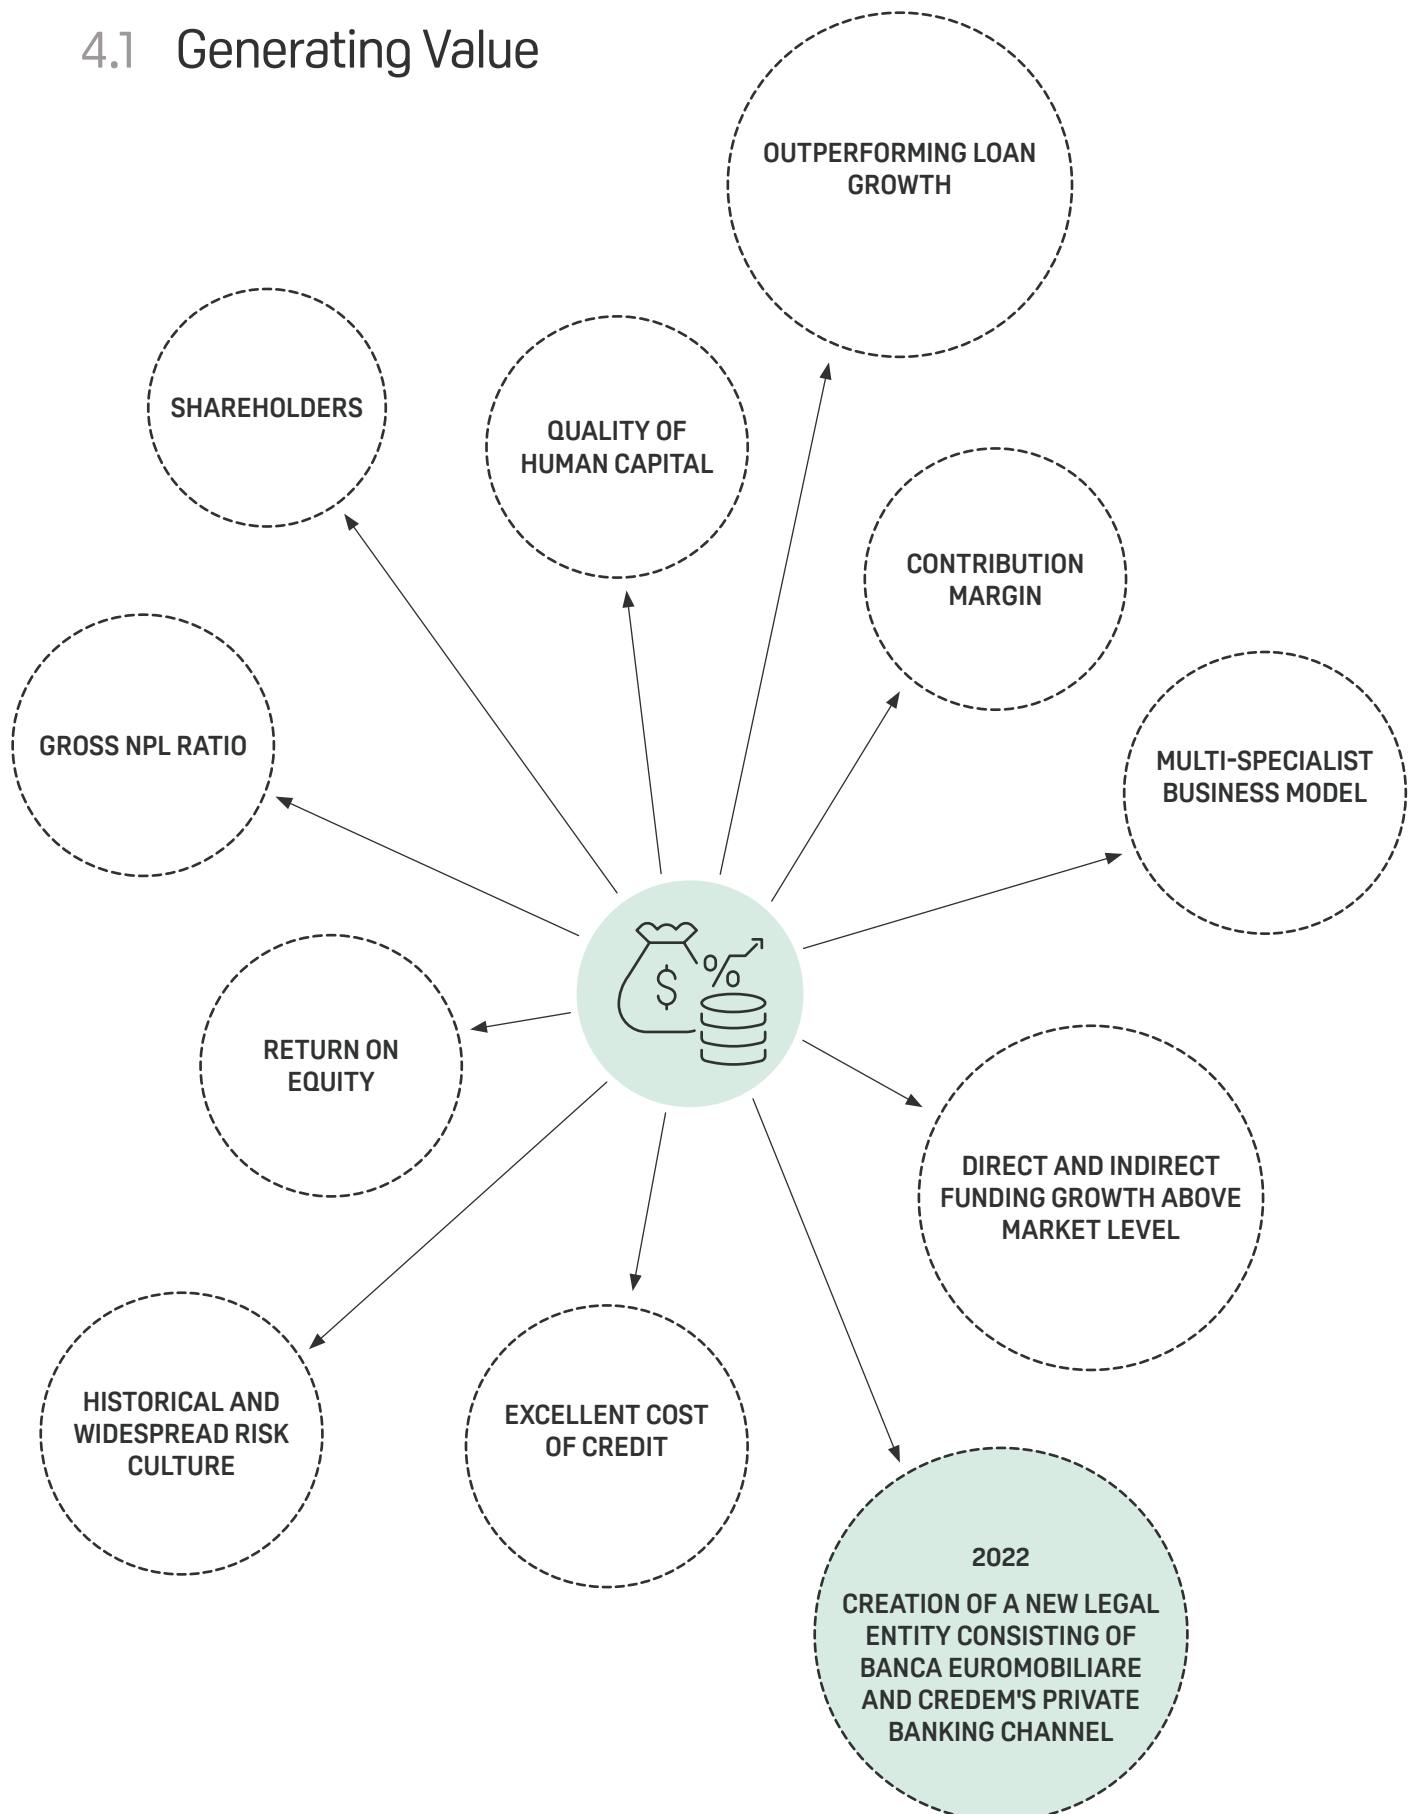 4.1 Generating Value
OUTPERFORMING LOAN
GROWTH
SHAREHOLDERS
QUALITY OF
HUMAN CAPITAL
CONTRIBUTION
MARGIN
GROSS NPL RATIO
MULTI-SPECIALIST
BUSINESS MODEL
$
%
RETURN ON
EQUITY
DIRECT AND INDIRECT
FUNDING GROWTH ABOVE
MARKET LEVEL
HISTORICAL AND
WIDESPREAD RISK
CULTURE
EXCELLENT COST
OF CREDIT
2022
CREATION OF A NEW LEGAL
ENTITY CONSISTING OF
BANCA EUROMOBILIARE
AND CREDEM'S PRIVATE
BANKING CHANNEL